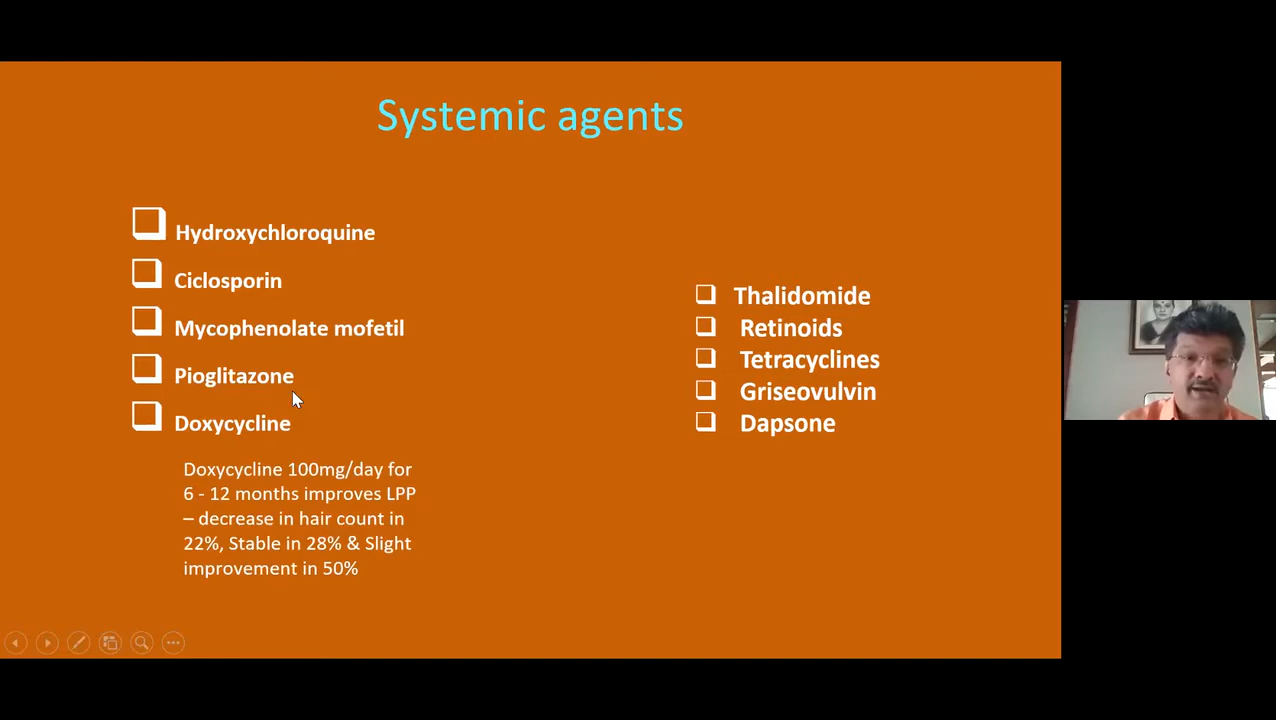 Systemic agents
Hydroxychloroquine
Ciclosporin
Mycophenolate mofetil
Pioglitazone
Doxycycline
Doxycycline 100mg/day for
6 - 12 months improves LPP
– decrease in hair count in
22%, Stable in 28% & Slight
improvement in 50%
Thalidomide
Retinoids
Tetracyclines
Griseovulvin
Dapsone